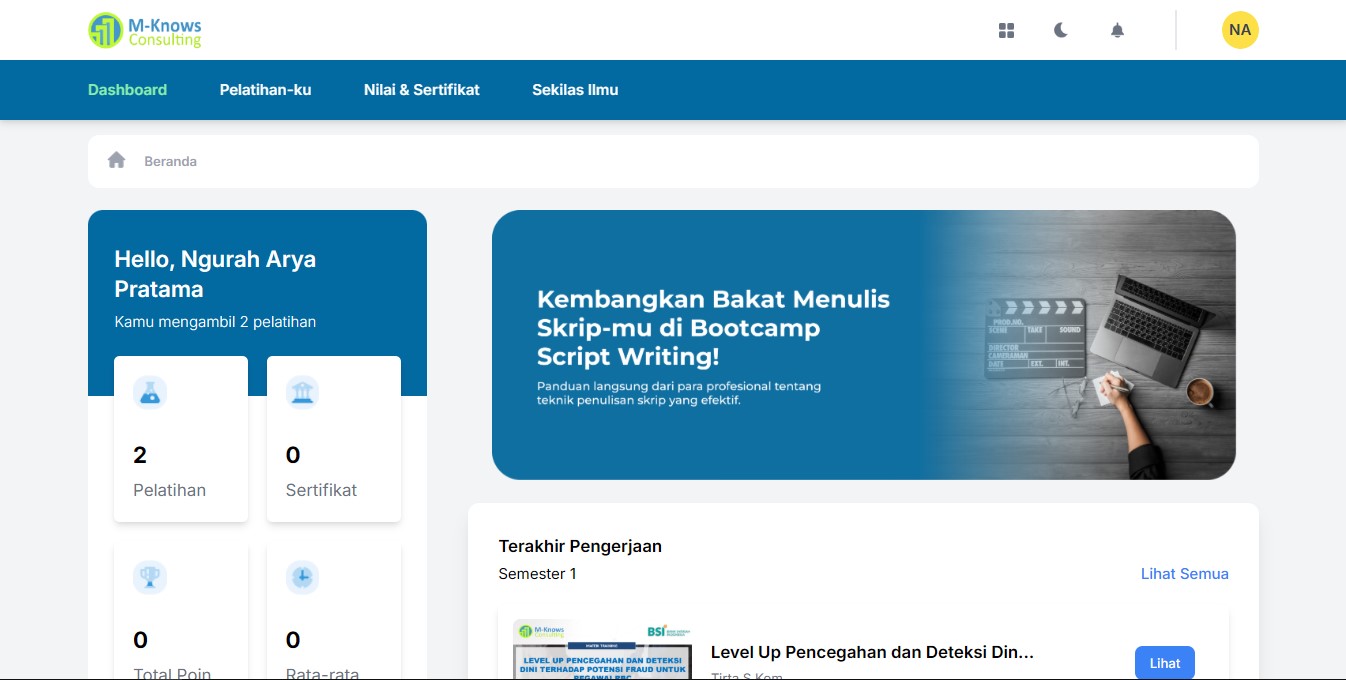 M-Knows
Consulting
NA
Dashboard
Pelatihan-ku
Nilai & Sertifikat
Sekilas Ilmu
Beranda
Hello, Ngurah Arya
Pratama
Kamu mengambil 2 pelatihan
2
Pelatihan
0
Sertifikat
0
Total Poin
0
Rata-rata
Kembangkan Bakat Menulis
Skrip-mu di Bootcamp
Script Writing!
Panduan langsung dari para profesional tentang
teknik penulisan skrip yang efektif.
PROD.NO.
SCENE
TAKE
SOUND
DIRECTOR
CAMERAMAN
DATE
EXT.
INT.
Terakhir Pengerjaan
Semester 1
Lihat Semua
M-Knows
Consulting
BSI
LEVEL UP PENCEGAHAN DAN DETEKSI
DINI TERHADAP POTENSI FRAUD UNTUK
Level Up Pencegahan dan Deteksi Din...
Tirta S.Kom
Lihat